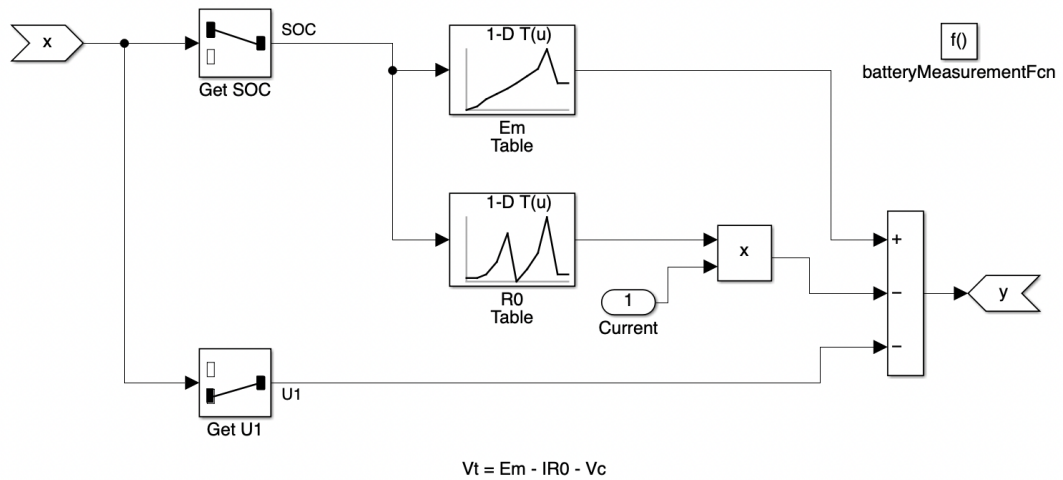 x
Get SOC
SOC
1-D T(u)
Em
Table
f()
batteryMeasurementFcn
1-D T(u)
R0
Table
1
Current
x
+
−
−
y
Get U1
U1
Vt = Em - IR0 - Vc